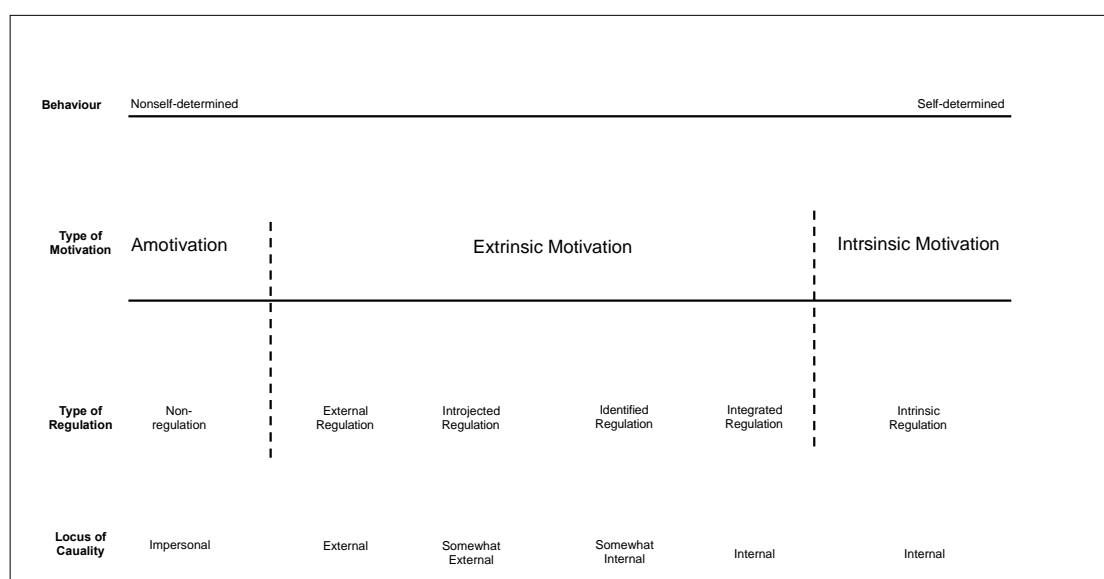 Behaviour
Nonself-determined
Self-determined
Type of
Motivation
Amotivation
Extrinsic Motivation
Intrsinsic Motivation
Type of
Regulation
Non-
regulation
External
Regulation
Introjected
Regulation
Identified
Regulation
Integrated
Regulation
Intrinsic
Regulation
Locus of
Cauality
Impersonal
External
Somewhat
External
Somewhat
Internal
Internal
Internal